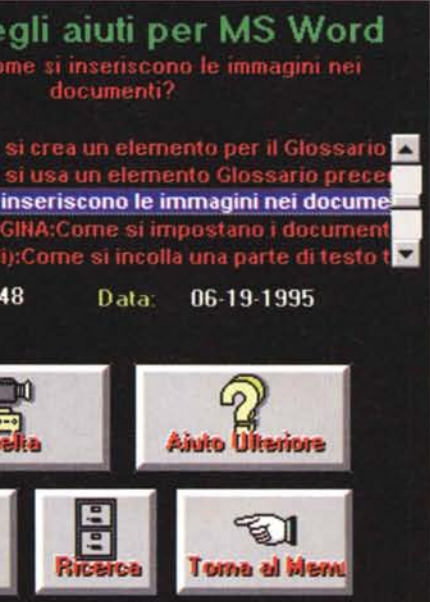 egli aiuti per MS Word
ome si inseriscono le immagini nei
documenti?
si crea un elemento per il Glossario
si usa un elemento Glossario prece
inseriscono le immagini nei docume
GINA:Come si impostano i document
i):Come si incolla una parte di testo t
48 Data: 06-19-1995
elta Aiuto Ulteriore
Ricerca Torna al Menu